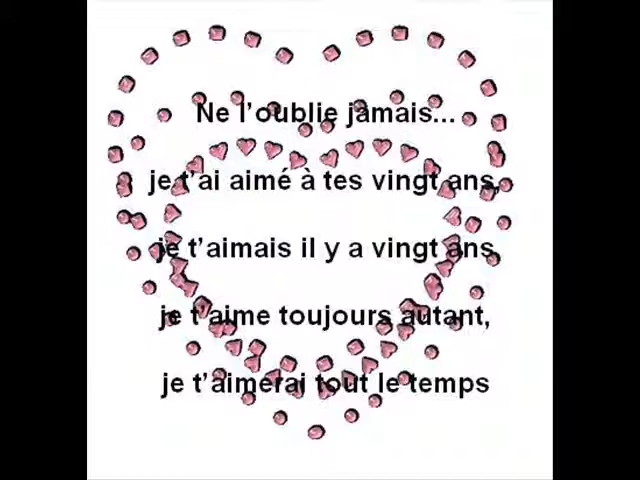 Ne l’oublie jamais...
je t’ai aimé à tes vingt ans,
je t’aimais il y a vingt ans,
je t’aime toujours autant,
je t’aimerai tout le temps